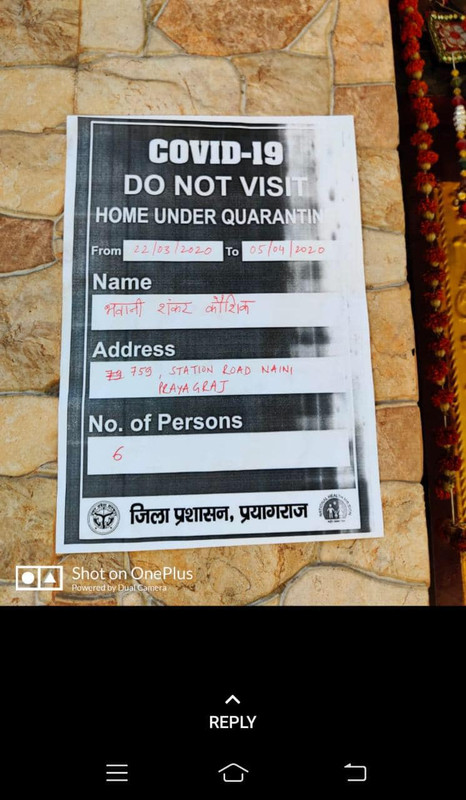 COVID-19
DO NOT VISIT
HOME UNDER QUARANTIN
From 22/03/2020 To 05/04/2020
Name
भवानी शंकर कौशिक
Address
759, STATION ROAD NAINI
PRAYAGRAJ
No. of Persons
6
जिला प्रशासन, प्रयागराज
Shot on OnePlus
Powered by Dual Camera
REPLY